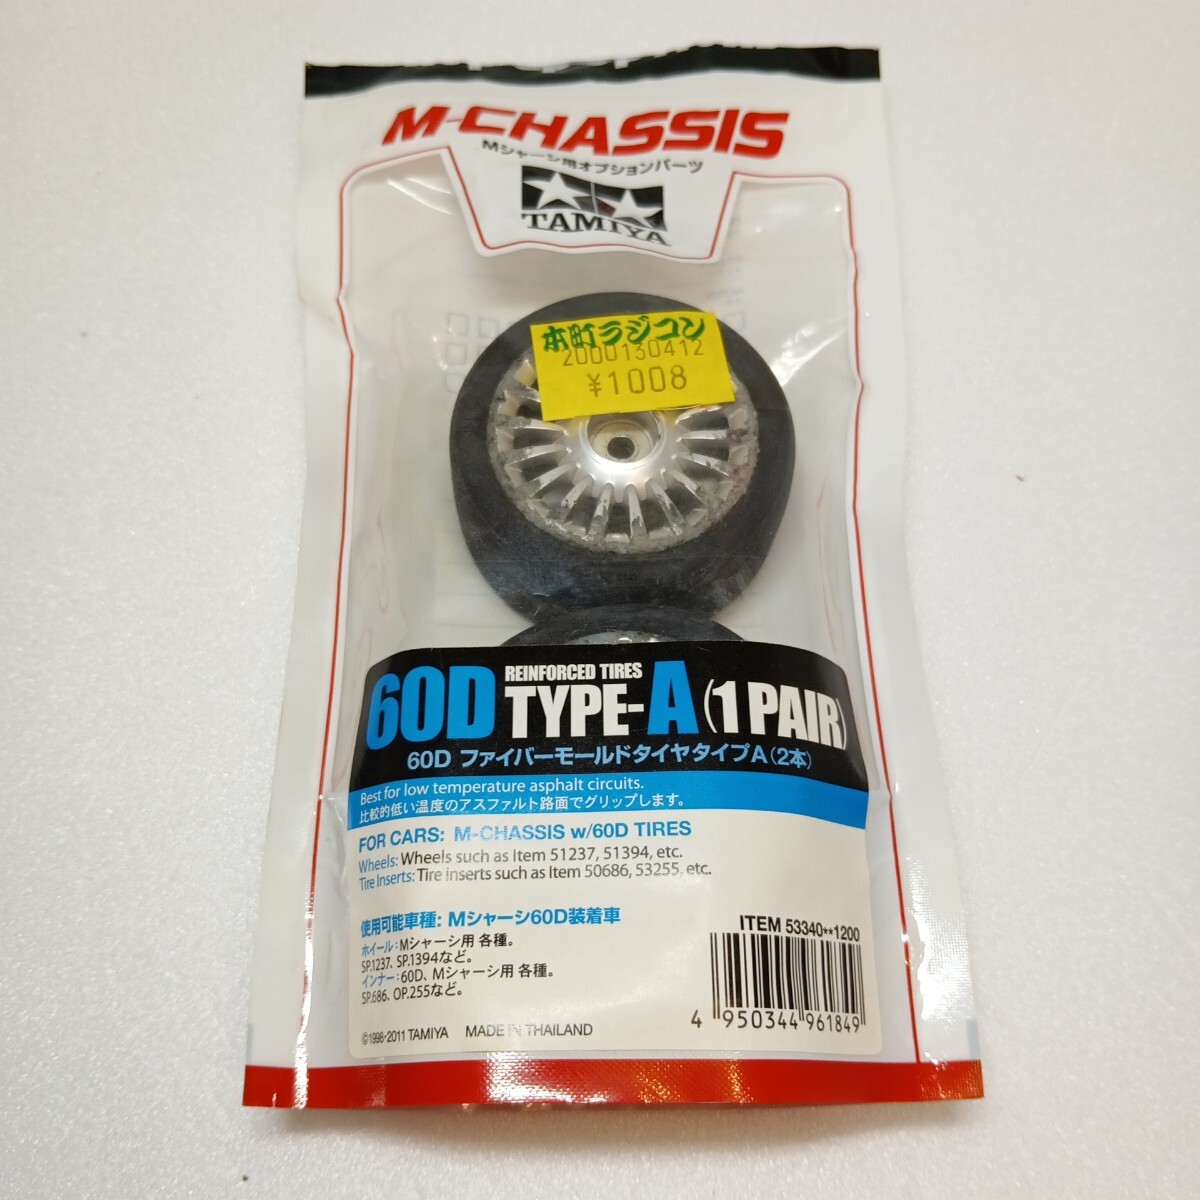 M-CHASSIS
Mシャーシ用オプションパーツ
TAMIYA
本町ラジコン
2000130412
¥1008
60D REINFORCED TIRES TYPE-A (1 PAIR)
60D ファイバーモールドタイヤタイプA(2本)
Best for low temperature asphalt circuits.
比較的低い温度のアスファルト路面でグリップします。
FOR CARS: M-CHASSIS w/60D TIRES
Wheels: Wheels such as Item 51237, 51394, etc.
Tire Inserts: Tire inserts such as Item 50686, 53255, etc.
使用可能車種: Mシャーシ60D装着車
ホイール:Mシャーシ用 各種。
SP.1237、SP.1394など。
インナー:60D、Mシャーシ用 各種。
SP.686、OP.255など。
ITEM 53340**1200
4 950344 961849
©1998・2011 TAMIYA MADE IN THAILAND